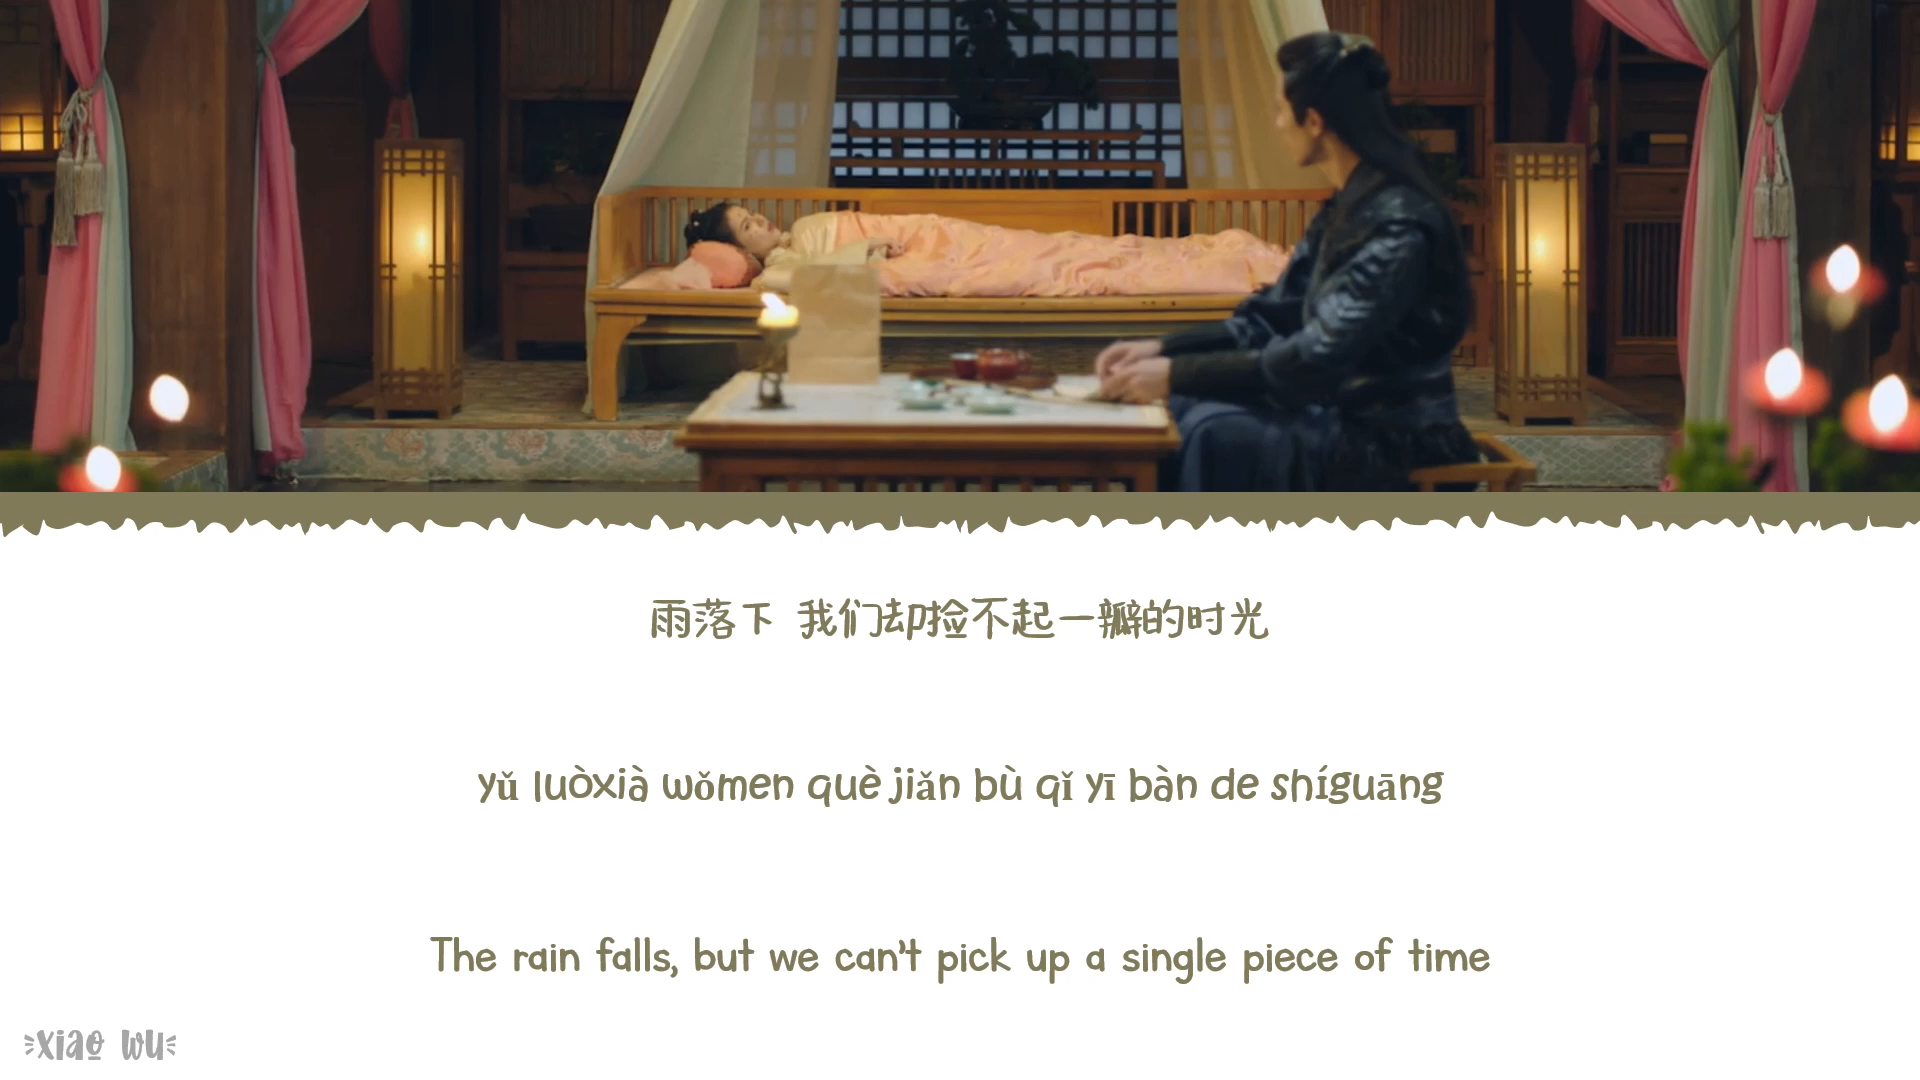 雨落下 我们却捡不起一瓣的时光
yǔ luòxià wǒmen què jiǎn bù qǐ yī bàn de shíguāng
The rain falls, but we can't pick up a single piece of time
xiao wu